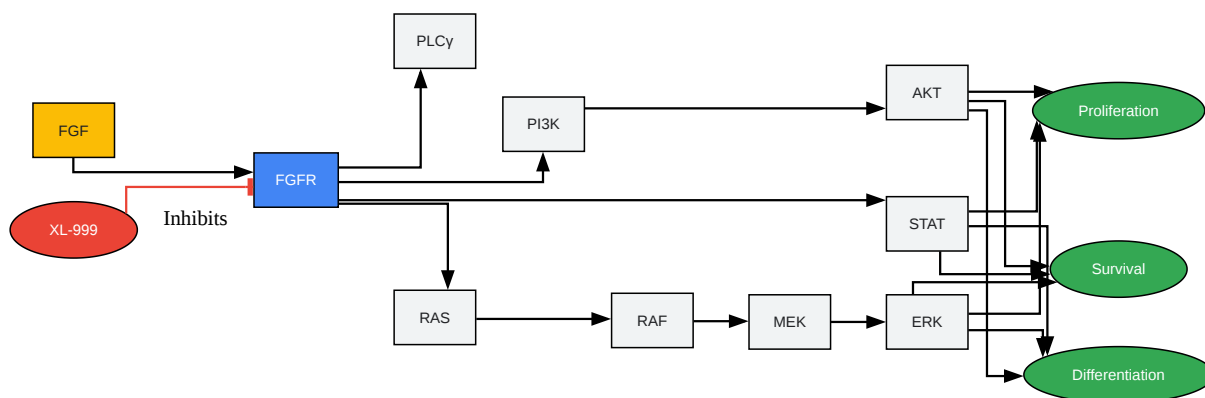 PLCγ
AKT
FGF
PI3K
Proliferation
FGFR
XL-999
Inhibits
STAT
Survival
RAS
RAF
MEK
ERK
Differentiation